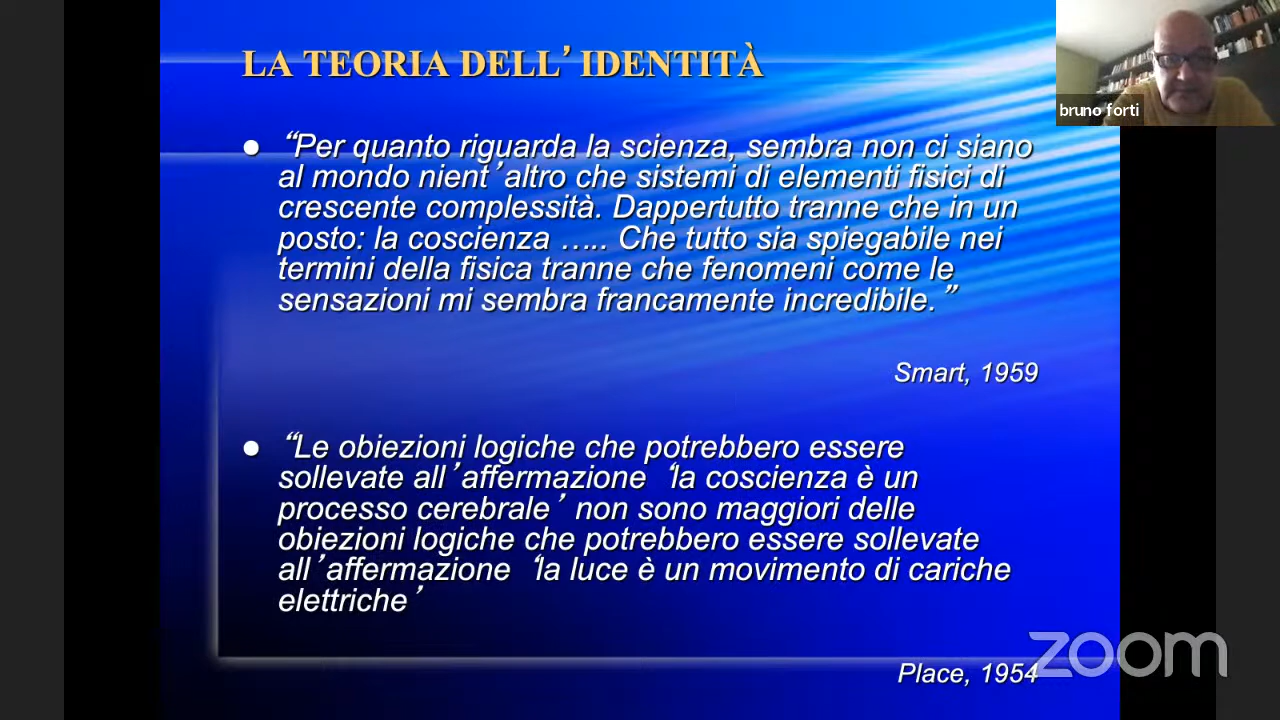 LA TEORIA DELL’ IDENTITÀ
bruno forti
● “Per quanto riguarda la scienza, sembra non ci siano
al mondo nient’altro che sistemi di elementi fisici di
crescente complessità. Dappertutto tranne che in un
posto: la coscienza ….. Che tutto sia spiegabile nei
termini della fisica tranne che fenomeni come le
sensazioni mi sembra francamente incredibile.”
Smart, 1959
● “Le obiezioni logiche che potrebbero essere
sollevate all’affermazione ‘la coscienza è un
processo cerebrale’ non sono maggiori delle
obiezioni logiche che potrebbero essere sollevate
all’affermazione ‘la luce è un movimento di cariche
elettriche’
Place, 1954
zoom